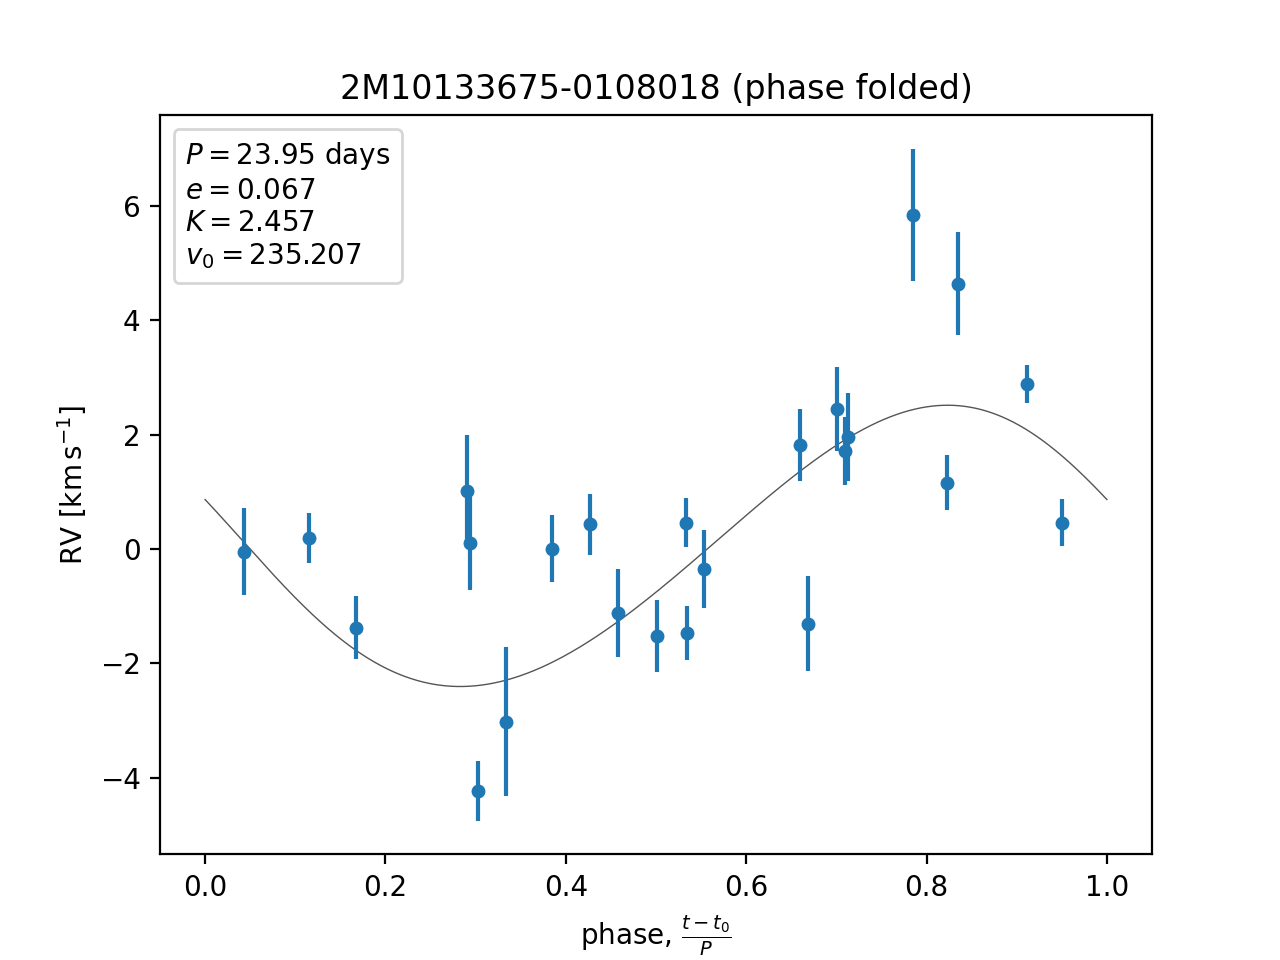 2M10133675-0108018 (phase folded)
P = 23.95 days
e = 0.067
K = 2.457
v₀ = 235.207
6
4
2
0
−2
−4
RV [km s⁻¹]
0.0 0.2 0.4 0.6 0.8 1.0
phase, (t − t₀)/P